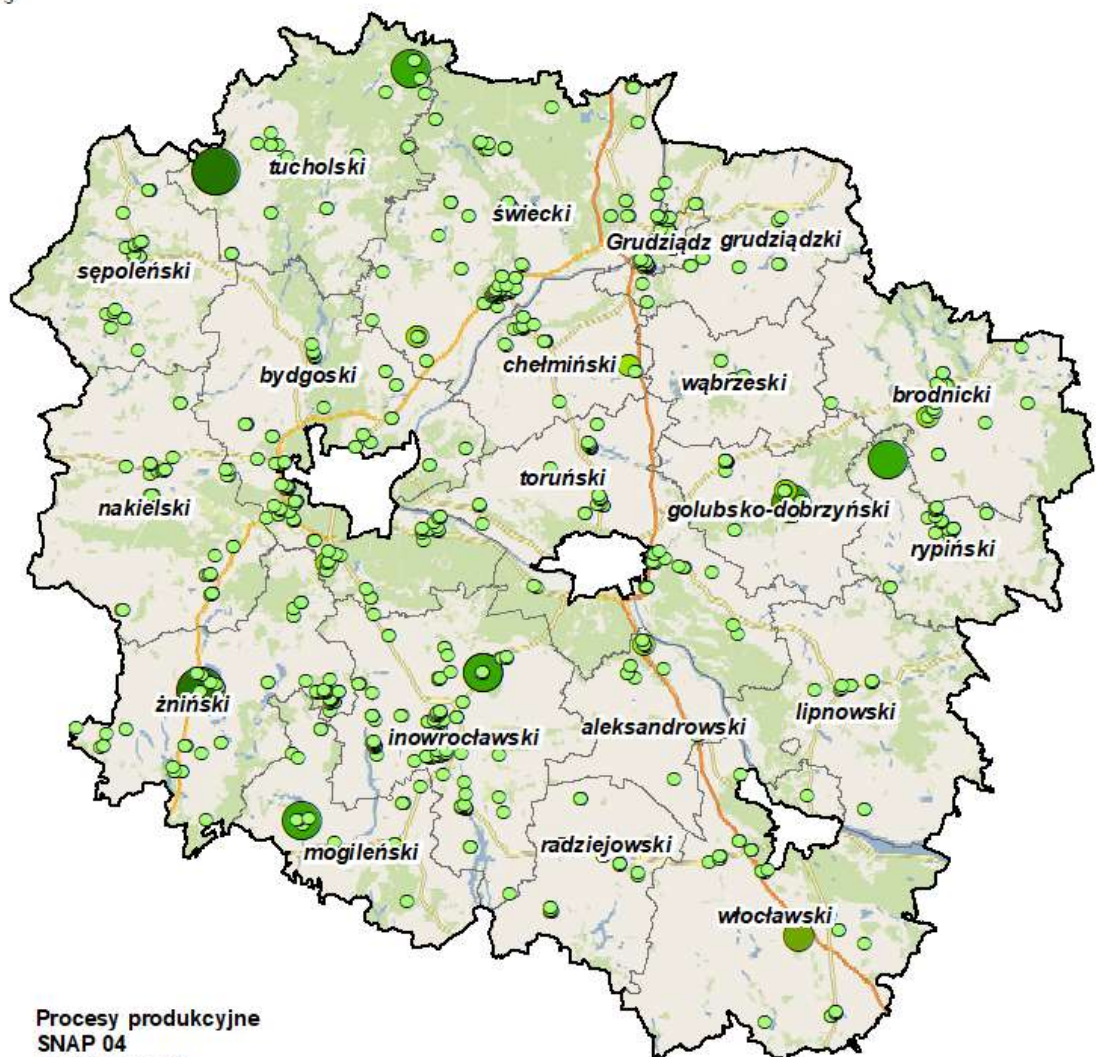 tucholski
świecki
Grudziądz grudziądzki
sępoleński
bydgoski
chełmiński
wąbrzeski
brodnicki
toruński
nakielski
golubsko-dobrzyński
rypiński
żniński
lipnowski
aleksandrowski
inowrocławski
mogileński
radziejowski
włocławski
Procesy produkcyjne
SNAP 04